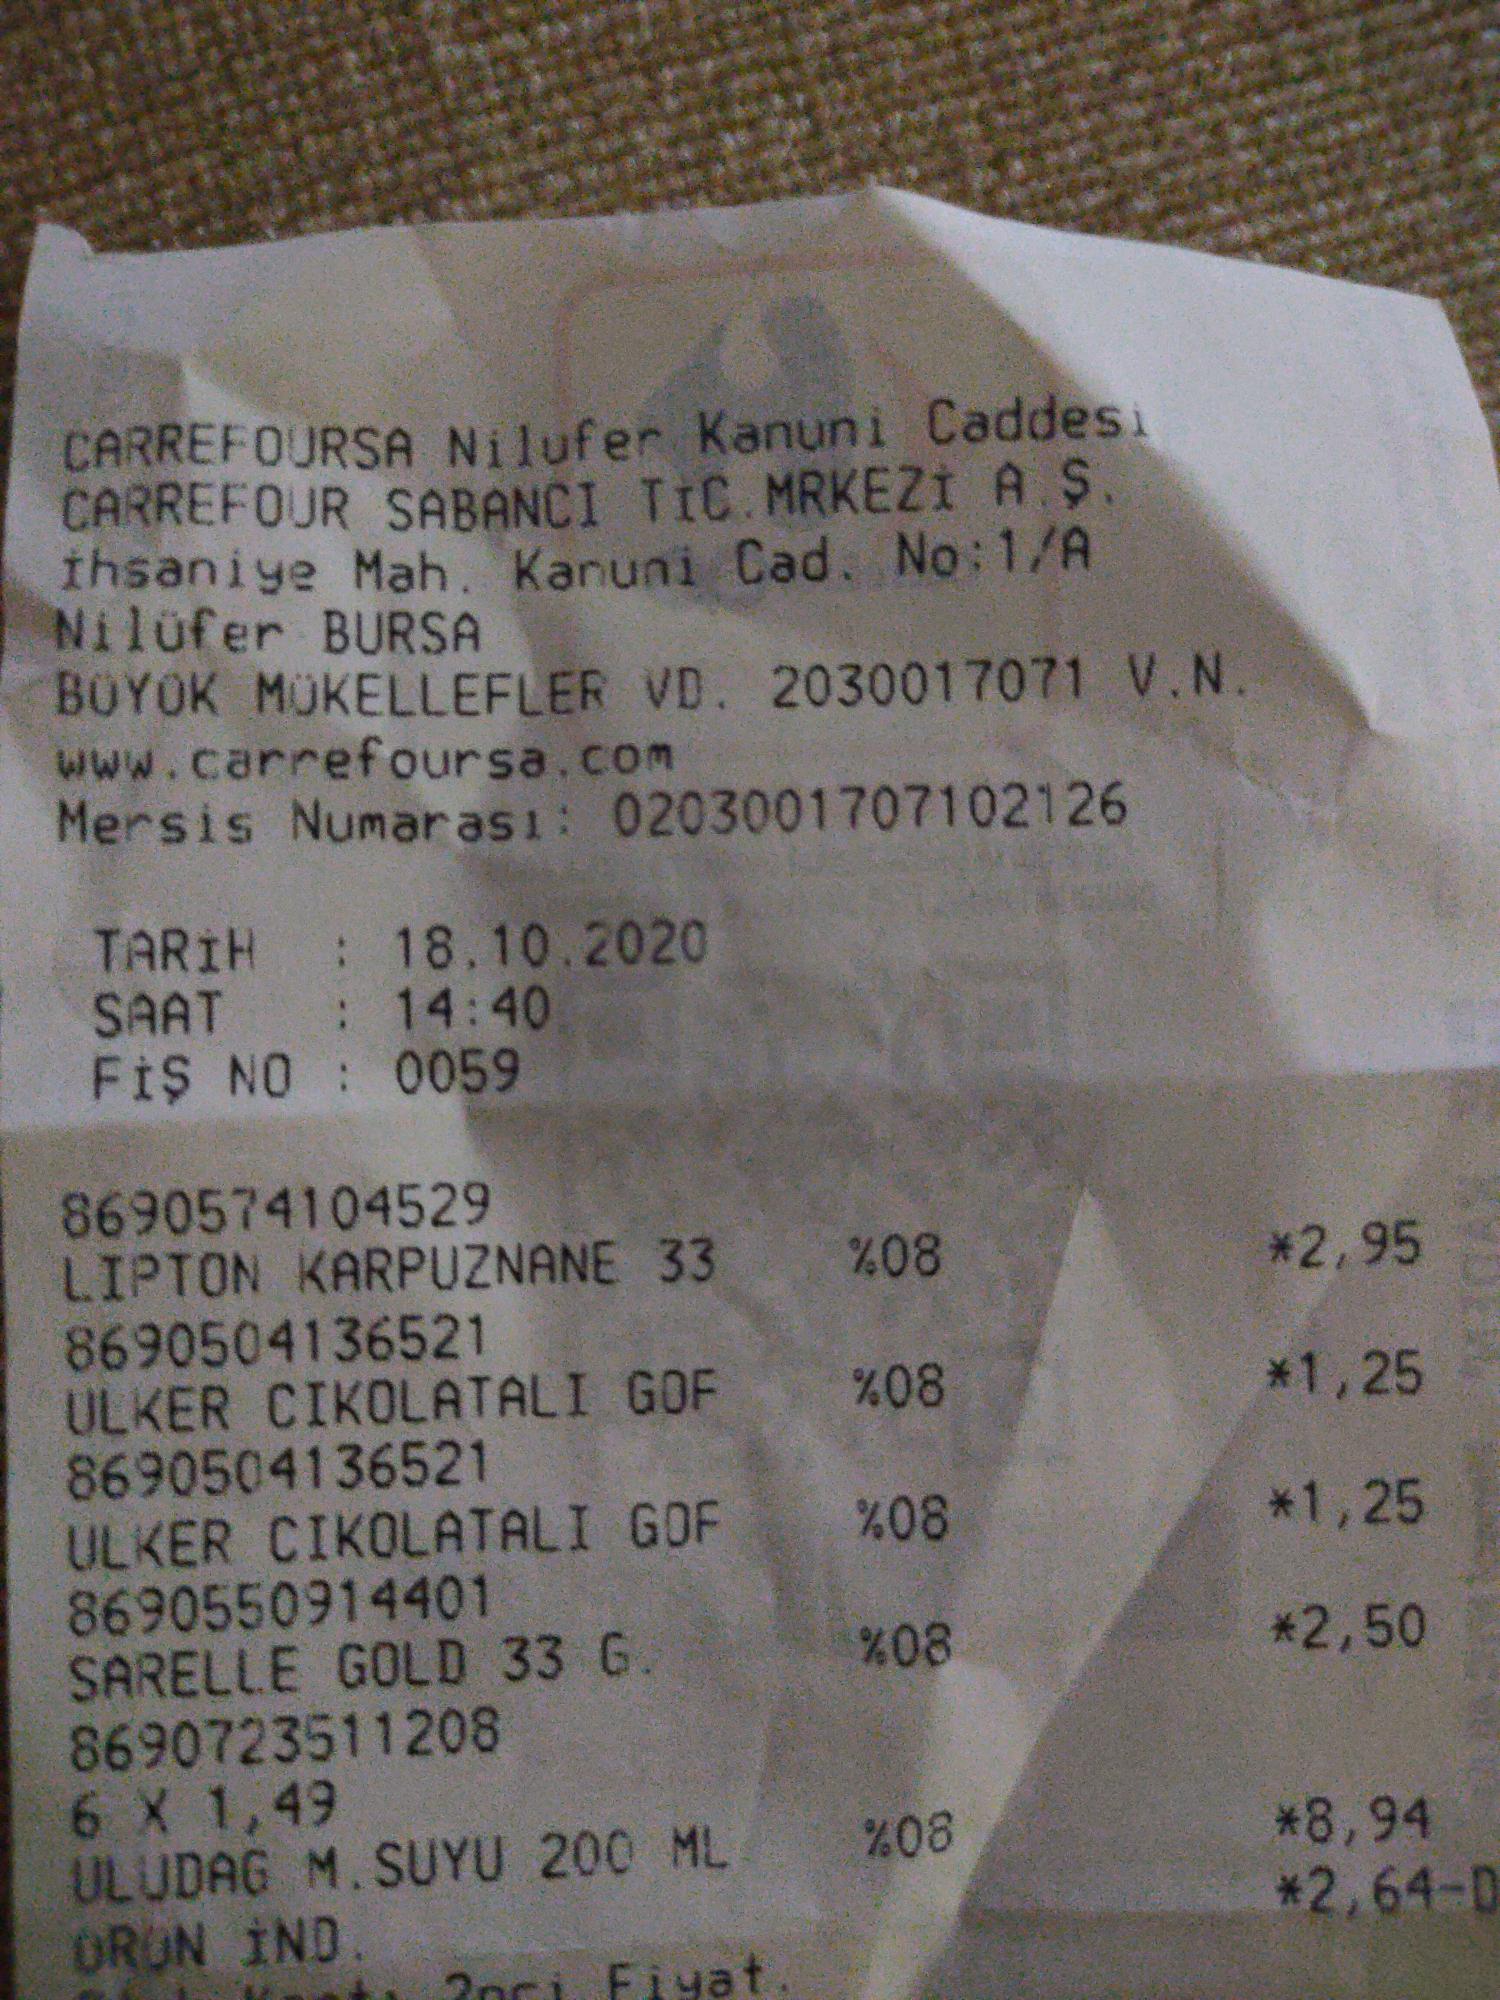 CARREFOURSA Nilufer Kanuni Caddesi
CARREFOUR SABANCI TİC.MRKEZİ A.Ş.
İhsaniye Mah. Kanuni Cad. No:1/A
Nilüfer BURSA
BÜYÜK MÜKELLEFLER VD. 2030017071 V.N.
www.carrefoursa.com
Mersis Numarası: 0203001707102126
TARİH : 18.10.2020
SAAT : 14:40
FİŞ NO : 0059
8690574104529
LIPTON KARPUZNANE 33 %08 *2,95
8690504136521
ULKER CIKOLATALI GOF %08 *1,25
8690504136521
ULKER CIKOLATALI GOF %08 *1,25
8690550914401
SARELLE GOLD 33 G. %08 *2,50
8690723511208
6 X 1,49
ULUDAG M.SUYU 200 ML %08 *8,94
ÜRÜN İND. *2,64-D
2nci Fiyat.